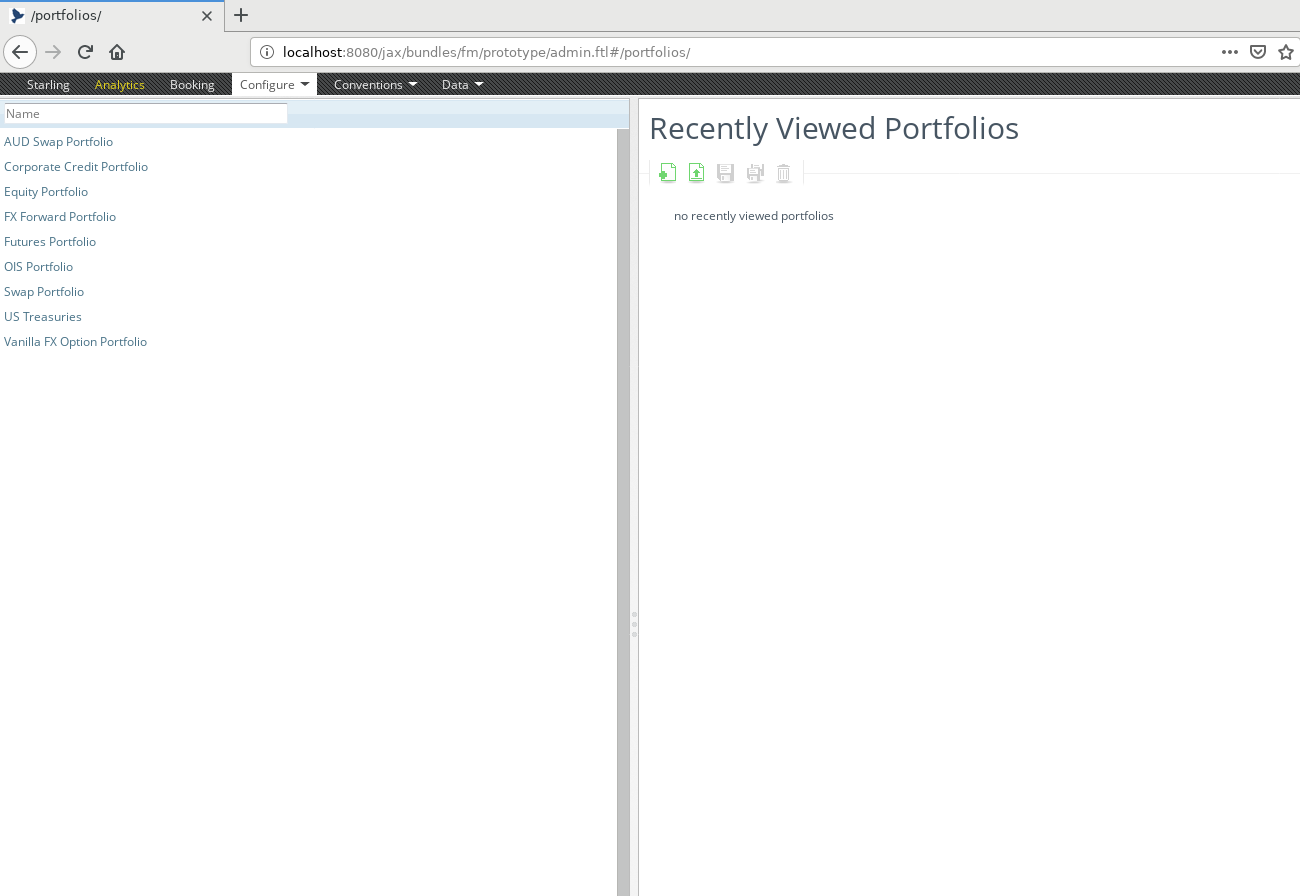 /portfolios/
localhost:8080/jax/bundles/fm/prototype/admin.ftl#/portfolios/
Starling Analytics Booking Configure Conventions Data
Name
AUD Swap Portfolio
Corporate Credit Portfolio
Equity Portfolio
FX Forward Portfolio
Futures Portfolio
OIS Portfolio
Swap Portfolio
US Treasuries
Vanilla FX Option Portfolio
Recently Viewed Portfolios
no recently viewed portfolios